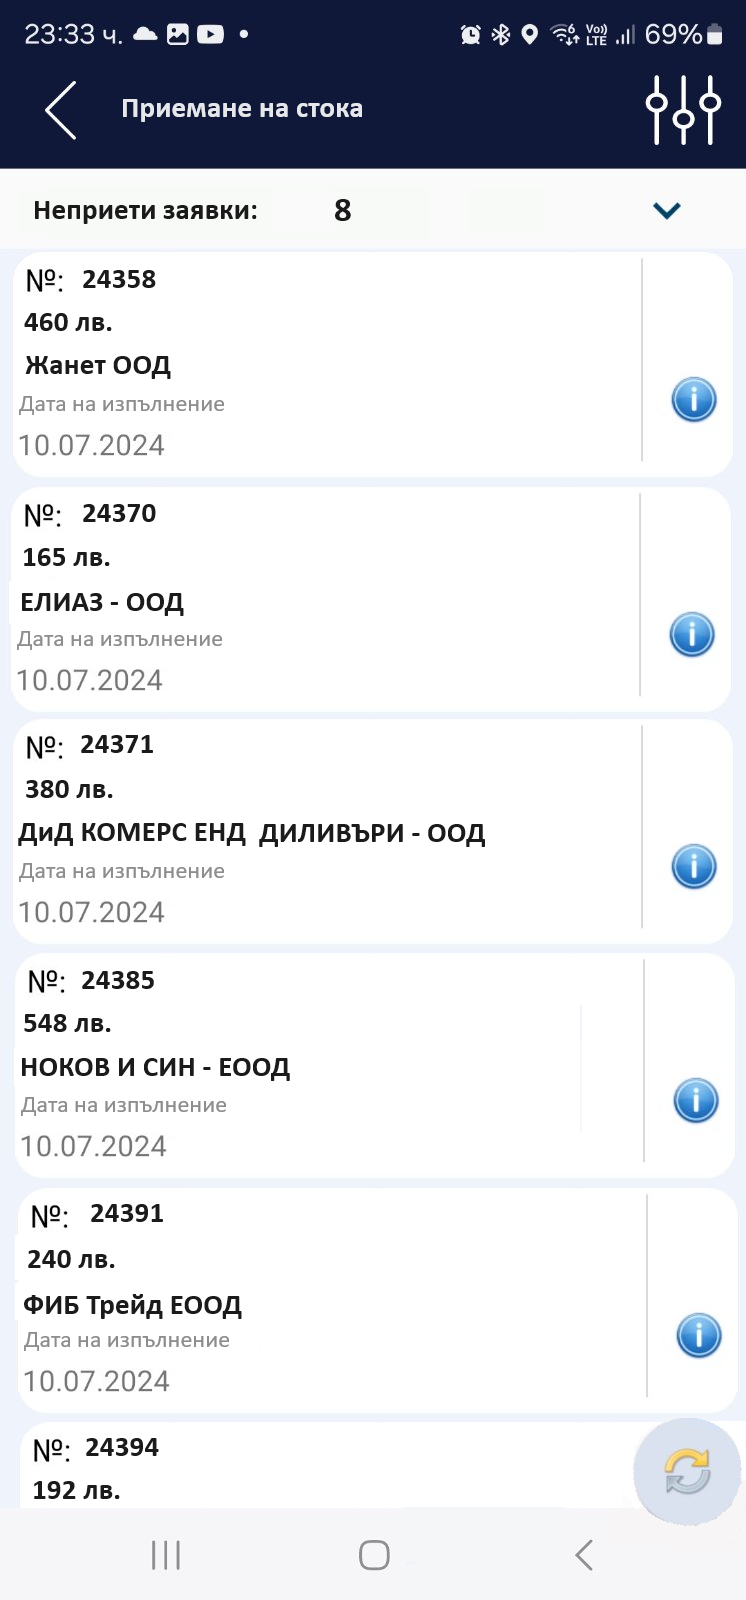 23:33 ч. 69%
Vo)) LTE
Приемане на стока
Неприети заявки: 8
№: 24358
460 лв.
Жанет ООД
Дата на изпълнение
10.07.2024
№: 24370
165 лв.
ЕЛИАЗ - ООД
Дата на изпълнение
10.07.2024
№: 24371
380 лв.
ДиД КОМЕРС ЕНД ДИЛИВЪРИ - ООД
Дата на изпълнение
10.07.2024
№: 24385
548 лв.
НОКОВ И СИН - ЕООД
Дата на изпълнение
10.07.2024
№: 24391
240 лв.
ФИБ Трейд ЕООД
Дата на изпълнение
10.07.2024
№: 24394
192 лв.